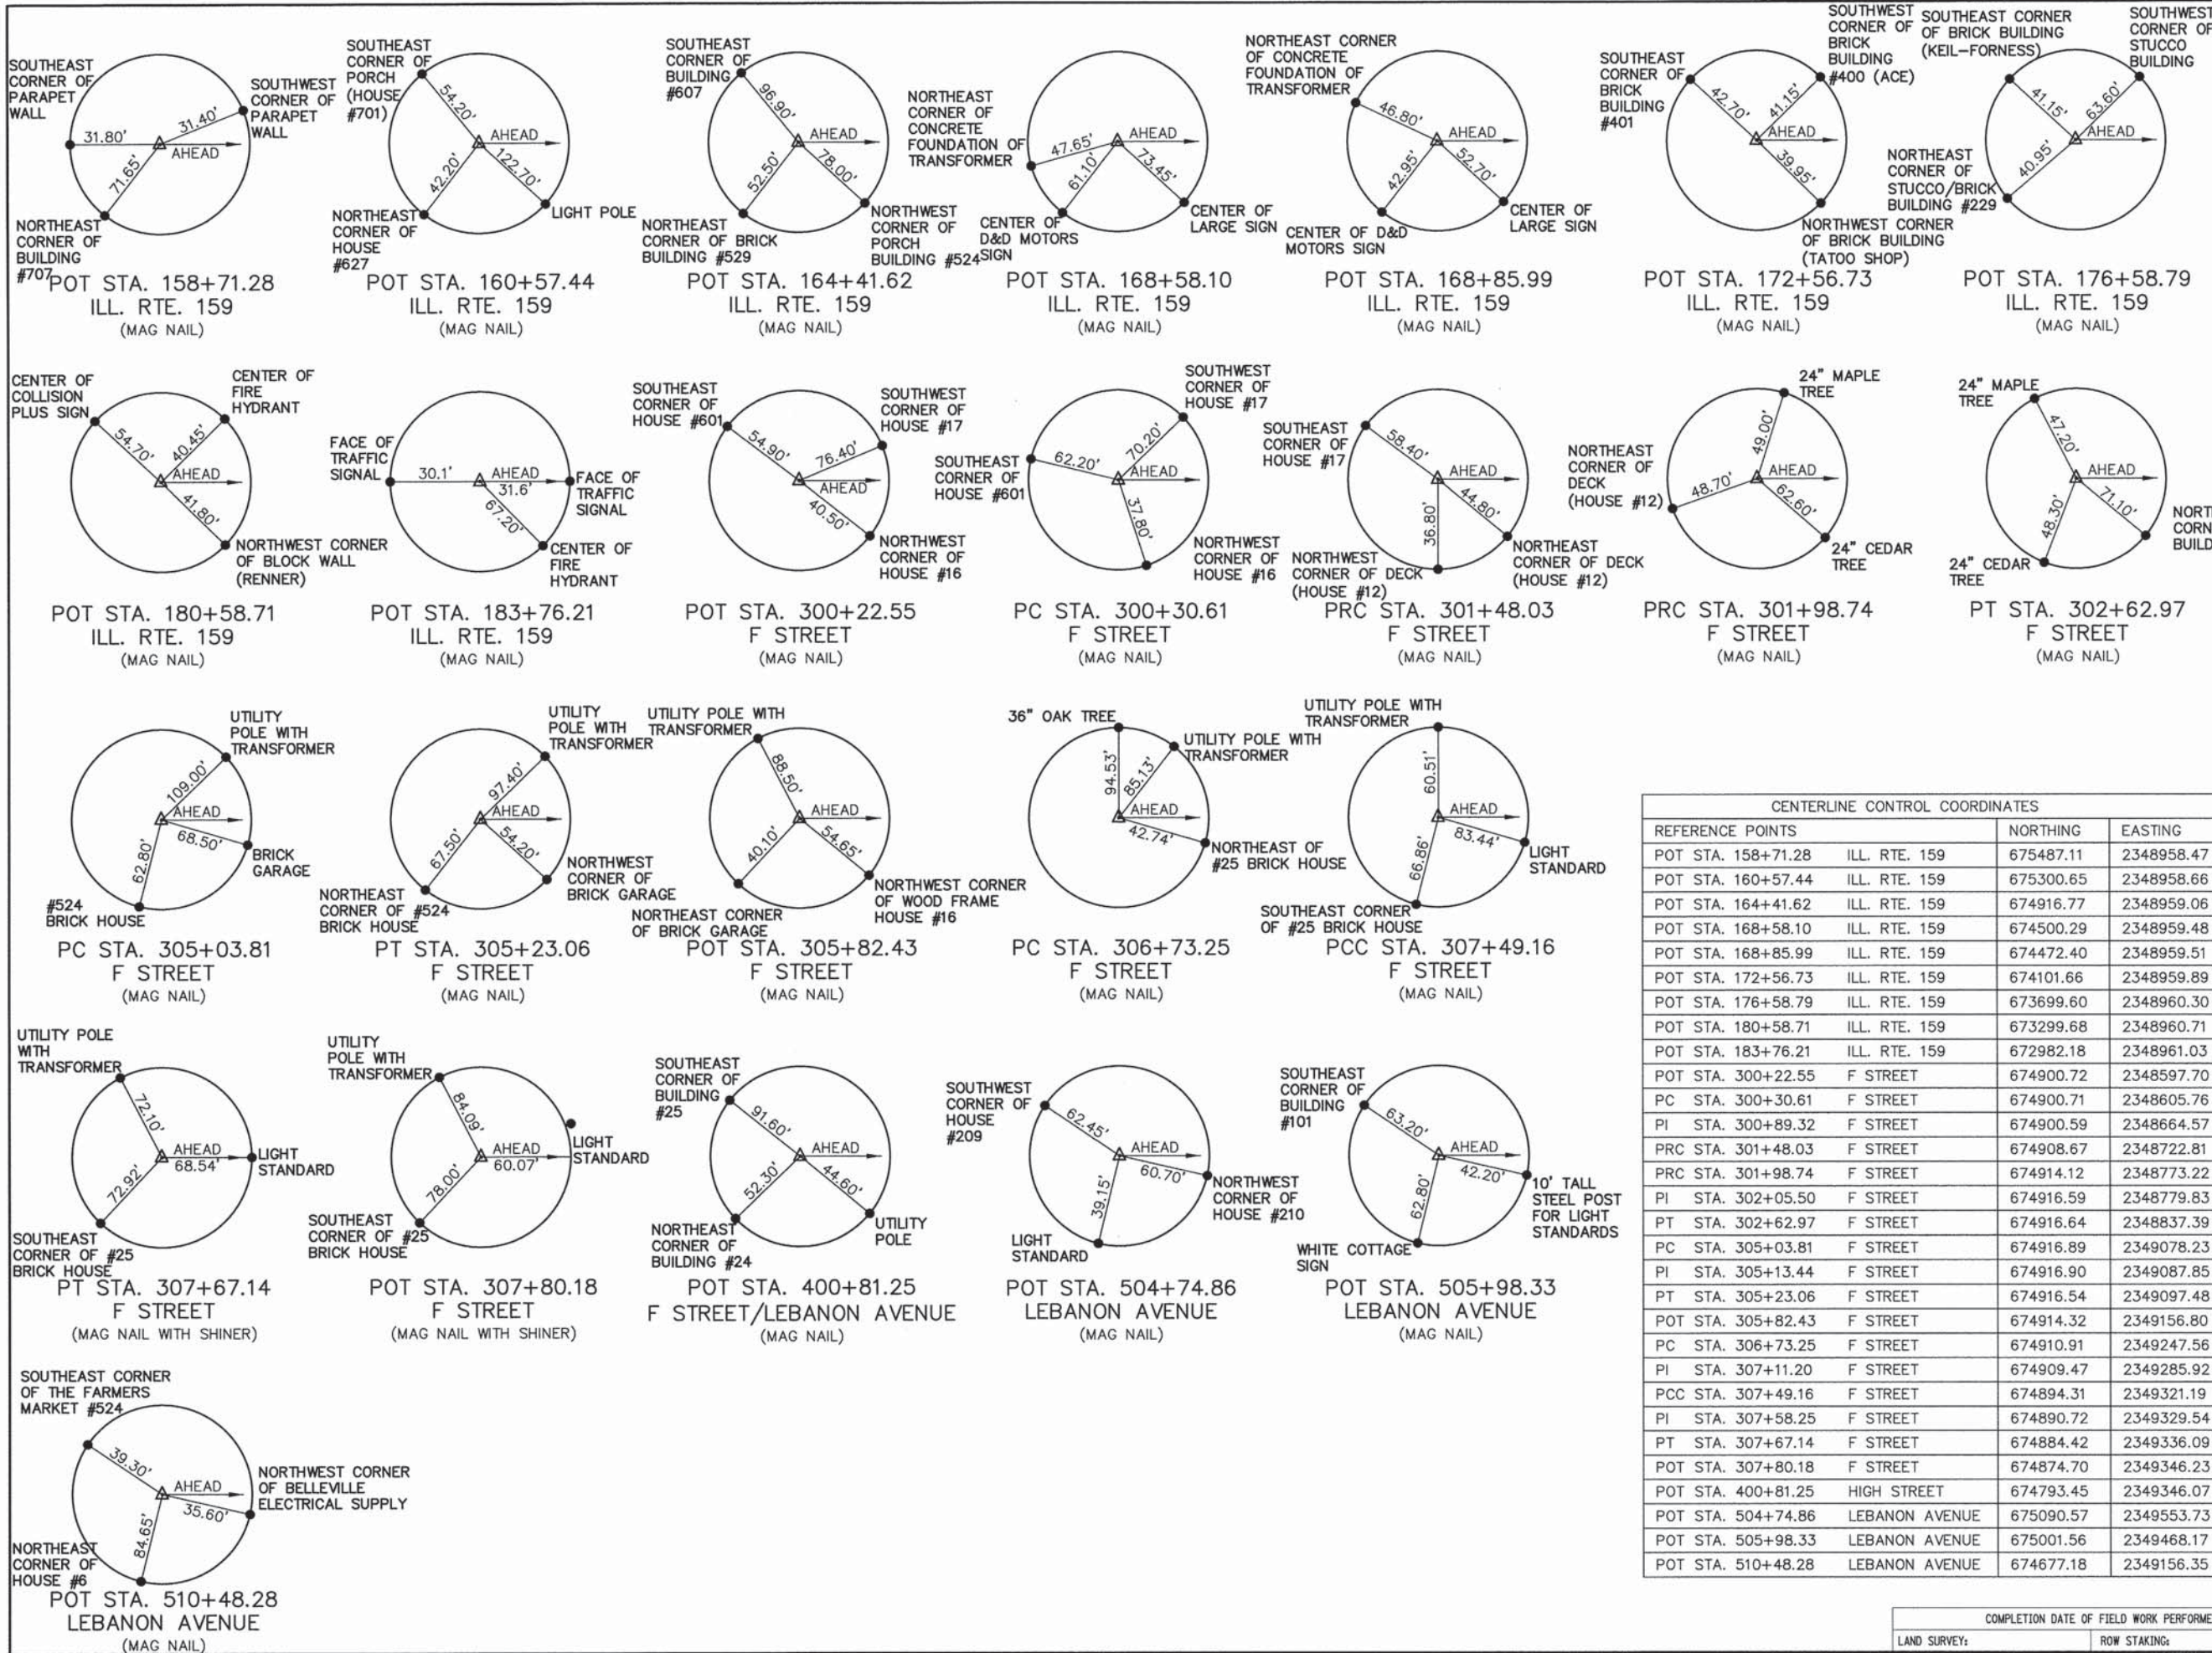 SOUTHEAST
CORNER OF
PARAPET
WALL
SOUTHWEST
CORNER OF
PARAPET
WALL
31.80'
31.40'
AHEAD
71.65'
NORTHEAST
CORNER OF
BUILDING
#707
POT STA. 158+71.28
ILL. RTE. 159
(MAG NAIL)
SOUTHEAST
CORNER OF
PORCH
(HOUSE
#701)
54.20'
AHEAD
42.20'
122.70'
LIGHT POLE
NORTHEAST
CORNER OF
HOUSE
#627
POT STA. 160+57.44
ILL. RTE. 159
(MAG NAIL)
SOUTHEAST
CORNER OF
BUILDING
#607
96.90'
AHEAD
52.50'
78.00'
NORTHEAST
CORNER OF BRICK
BUILDING #529
NORTHWEST
CORNER OF
PORCH
BUILDING #524
POT STA. 164+41.62
ILL. RTE. 159
(MAG NAIL)
NORTHEAST
CORNER OF
CONCRETE
FOUNDATION OF
TRANSFORMER
47.65'
AHEAD
61.10'
73.45'
CENTER OF
D&D MOTORS
SIGN
CENTER OF
LARGE SIGN
POT STA. 168+58.10
ILL. RTE. 159
(MAG NAIL)
NORTHEAST CORNER
OF CONCRETE
FOUNDATION OF
TRANSFORMER
46.80'
AHEAD
42.95'
52.70'
CENTER OF D&D
MOTORS SIGN
CENTER OF
LARGE SIGN
POT STA. 168+85.99
ILL. RTE. 159
(MAG NAIL)
SOUTHEAST
CORNER OF
BRICK
BUILDING
#401
SOUTHWEST
CORNER OF
BRICK
BUILDING
#400 (ACE)
42.70'
41.15'
AHEAD
39.95'
NORTHWEST CORNER
OF BRICK BUILDING
(TATOO SHOP)
POT STA. 172+56.73
ILL. RTE. 159
(MAG NAIL)
SOUTHEAST CORNER
OF BRICK BUILDING
(KEIL-FORNESS)
SOUTHWEST
CORNER OF
STUCCO
BUILDING
41.15'
63.60'
AHEAD
40.95'
NORTHEAST
CORNER OF
STUCCO/BRICK
BUILDING #229
POT STA. 176+58.79
ILL. RTE. 159
(MAG NAIL)
CENTER OF
COLLISION
PLUS SIGN
CENTER OF
FIRE
HYDRANT
54.70'
40.45'
AHEAD
41.80'
NORTHWEST CORNER
OF BLOCK WALL
(RENNER)
POT STA. 180+58.71
ILL. RTE. 159
(MAG NAIL)
FACE OF
TRAFFIC
SIGNAL
30.1'
AHEAD
31.6'
67.20'
FACE OF
TRAFFIC
SIGNAL
CENTER OF
FIRE
HYDRANT
POT STA. 183+76.21
ILL. RTE. 159
(MAG NAIL)
SOUTHEAST
CORNER OF
HOUSE #601
SOUTHWEST
CORNER OF
HOUSE #17
54.90'
76.40'
AHEAD
40.50'
NORTHWEST
CORNER OF
HOUSE #16
POT STA. 300+22.55
F STREET
(MAG NAIL)
SOUTHWEST
CORNER OF
HOUSE #17
SOUTHEAST
CORNER OF
HOUSE #601
62.20'
70.20'
AHEAD
37.80'
NORTHWEST
CORNER OF
HOUSE #16
PC STA. 300+30.61
F STREET
(MAG NAIL)
SOUTHEAST
CORNER OF
HOUSE #17
58.40'
AHEAD
36.80'
44.80'
NORTHWEST
CORNER OF DECK
(HOUSE #12)
NORTHEAST
CORNER OF DECK
(HOUSE #12)
PRC STA. 301+48.03
F STREET
(MAG NAIL)
24" MAPLE
TREE
NORTHEAST
CORNER OF
DECK
(HOUSE #12)
49.00'
AHEAD
48.70'
62.60'
24" CEDAR
TREE
PRC STA. 301+98.74
F STREET
(MAG NAIL)
24" MAPLE
TREE
47.20'
AHEAD
48.30'
71.10'
24" CEDAR
TREE
PT STA. 302+62.97
F STREET
(MAG NAIL)
UTILITY
POLE WITH
TRANSFORMER
109.00'
AHEAD
62.80'
68.50'
BRICK
GARAGE
#524
BRICK HOUSE
PC STA. 305+03.81
F STREET
(MAG NAIL)
UTILITY
POLE WITH
TRANSFORMER
97.40'
AHEAD
67.50'
54.20'
NORTHEAST
CORNER OF #524
BRICK HOUSE
NORTHWEST
CORNER OF
BRICK GARAGE
PT STA. 305+23.06
F STREET
(MAG NAIL)
UTILITY POLE WITH
TRANSFORMER
88.50'
AHEAD
40.10'
54.65'
NORTHEAST CORNER
OF BRICK GARAGE
NORTHWEST CORNER
OF WOOD FRAME
HOUSE #16
POT STA. 305+82.43
F STREET
(MAG NAIL)
36" OAK TREE
UTILITY POLE WITH
TRANSFORMER
94.53'
85.13'
AHEAD
42.74'
NORTHEAST OF
#25 BRICK HOUSE
PC STA. 306+73.25
F STREET
(MAG NAIL)
UTILITY POLE WITH
TRANSFORMER
60.51'
AHEAD
83.44'
66.86'
LIGHT
STANDARD
SOUTHEAST CORNER
OF #25 BRICK HOUSE
PCC STA. 307+49.16
F STREET
(MAG NAIL)
UTILITY POLE
WITH
TRANSFORMER
72.10'
AHEAD
68.54'
72.92'
LIGHT
STANDARD
SOUTHEAST
CORNER OF #25
BRICK HOUSE
PT STA. 307+67.14
F STREET
(MAG NAIL WITH SHINER)
UTILITY
POLE WITH
TRANSFORMER
84.09'
AHEAD
60.07'
78.00'
LIGHT
STANDARD
SOUTHEAST
CORNER OF #25
BRICK HOUSE
POT STA. 307+80.18
F STREET
(MAG NAIL WITH SHINER)
SOUTHEAST
CORNER OF
BUILDING
#25
91.60'
AHEAD
52.30'
44.60'
NORTHEAST
CORNER OF
BUILDING #24
UTILITY
POLE
POT STA. 400+81.25
F STREET/LEBANON AVENUE
(MAG NAIL)
SOUTHWEST
CORNER OF
HOUSE
#209
62.45'
AHEAD
60.70'
39.15'
NORTHWEST
CORNER OF
HOUSE #210
LIGHT
STANDARD
POT STA. 504+74.86
LEBANON AVENUE
(MAG NAIL)
SOUTHEAST
CORNER OF
BUILDING
#101
63.20'
AHEAD
42.20'
62.80'
10' TALL
STEEL POST
FOR LIGHT
STANDARDS
WHITE COTTAGE
SIGN
POT STA. 505+98.33
LEBANON AVENUE
(MAG NAIL)
SOUTHEAST CORNER
OF THE FARMERS
MARKET #524
39.30'
AHEAD
35.60'
84.65'
NORTHWEST CORNER
OF BELLEVILLE
ELECTRICAL SUPPLY
NORTHEAST
CORNER OF
HOUSE #6
POT STA. 510+48.28
LEBANON AVENUE
(MAG NAIL)
CENTERLINE CONTROL COORDINATES
REFERENCE POINTS NORTHING EASTING
POT STA. 158+71.28 ILL. RTE. 159 675487.11 2348958.47
POT STA. 160+57.44 ILL. RTE. 159 675300.65 2348958.66
POT STA. 164+41.62 ILL. RTE. 159 674916.77 2348959.06
POT STA. 168+58.10 ILL. RTE. 159 674500.29 2348959.48
POT STA. 168+85.99 ILL. RTE. 159 674472.40 2348959.51
POT STA. 172+56.73 ILL. RTE. 159 674101.66 2348959.89
POT STA. 176+58.79 ILL. RTE. 159 673699.60 2348960.30
POT STA. 180+58.71 ILL. RTE. 159 673299.68 2348960.71
POT STA. 183+76.21 ILL. RTE. 159 672982.18 2348961.03
POT STA. 300+22.55 F STREET 674900.72 2348597.70
PC STA. 300+30.61 F STREET 674900.71 2348605.76
PI STA. 300+89.32 F STREET 674900.59 2348664.57
PRC STA. 301+48.03 F STREET 674908.67 2348722.81
PRC STA. 301+98.74 F STREET 674914.12 2348773.22
PI STA. 302+05.50 F STREET 674916.59 2348779.83
PT STA. 302+62.97 F STREET 674916.64 2348837.39
PC STA. 305+03.81 F STREET 674916.89 2349078.23
PI STA. 305+13.44 F STREET 674916.90 2349087.85
PT STA. 305+23.06 F STREET 674916.54 2349097.48
POT STA. 305+82.43 F STREET 674914.32 2349156.80
PC STA. 306+73.25 F STREET 674910.91 2349247.56
PI STA. 307+11.20 F STREET 674909.47 2349285.92
PCC STA. 307+49.16 F STREET 674894.31 2349321.19
PI STA. 307+58.25 F STREET 674890.72 2349329.54
PT STA. 307+67.14 F STREET 674884.42 2349336.09
POT STA. 307+80.18 F STREET 674874.70 2349346.23
POT STA. 400+81.25 HIGH STREET 674793.45 2349346.07
POT STA. 504+74.86 LEBANON AVENUE 675090.57 2349553.73
POT STA. 505+98.33 LEBANON AVENUE 675001.56 2349468.17
POT STA. 510+48.28 LEBANON AVENUE 674677.18 2349156.35
COMPLETION DATE OF FIELD WORK
LAND SURVEY: ROW STAKING: